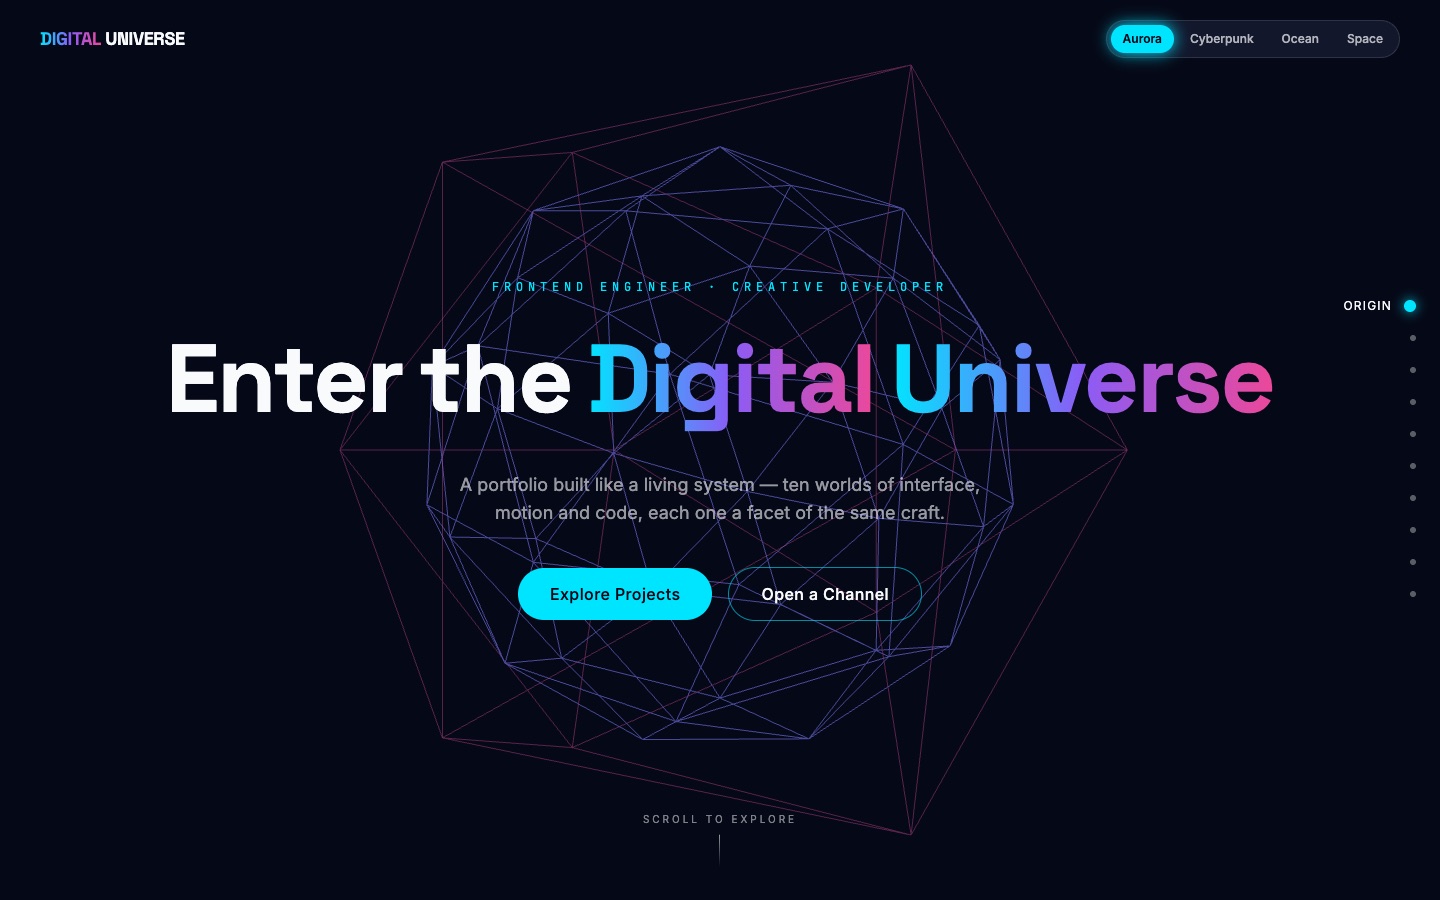 DIGITAL UNIVERSE
Aurora Cyberpunk Ocean Space
FRONTEND ENGINEER · CREATIVE DEVELOPER
ORIGIN
Enter the Digital Universe
A portfolio built like a living system — ten worlds of interface,
motion and code, each one a facet of the same craft.
Explore Projects
Open a Channel
SCROLL TO EXPLORE